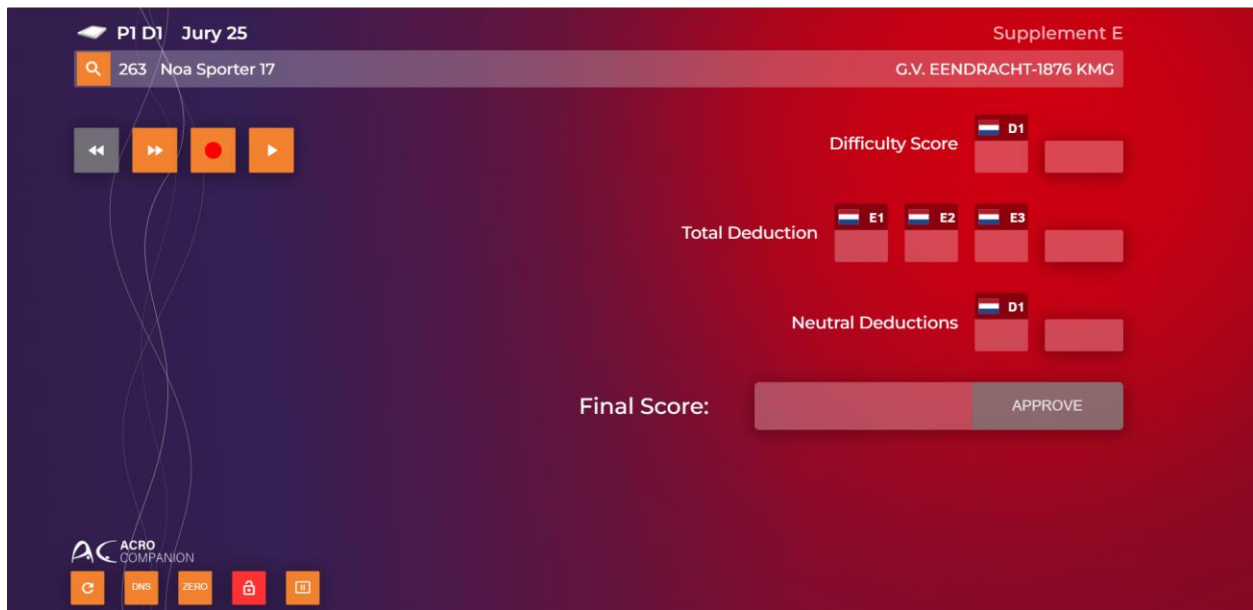 P1 D1 Jury 25
Supplement E
263 Noa Sporter 17
G.V. EENDRACHT-1876 KMG
D1
Difficulty Score
E1 E2 E3
Total Deduction
D1
Neutral Deductions
Final Score:
APPROVE
AC ACRO
COMPANION
DNS ZERO